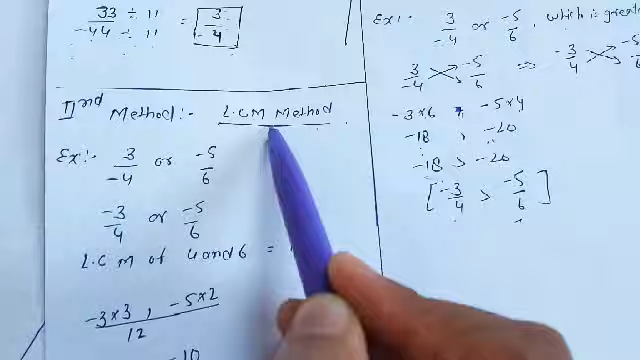 33 ÷ 11 = 3
-44 ÷ 11 -4
IInd Method:- L.C.M Method
Ex:- 3/-4 or -5/6
-3/4 or -5/6
L.C.M of 4 and 6 =
-3×3, -5×2
12
-10
Ex:- 3/-4 or -5/6, which is
3/-4 -5/6 ⇒ -3/4 -5/6
-3×6 , -5×4
-18 , -20
-18 > -20
[-3/4 > -5/6]